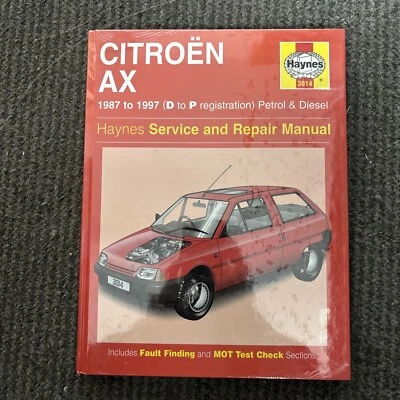 CITROËN
AX
Haynes
3014
1987 to 1997 (D to P registration) Petrol & Diesel
Haynes Service and Repair Manual
3014
Includes Fault Finding and MOT Test Check Sections